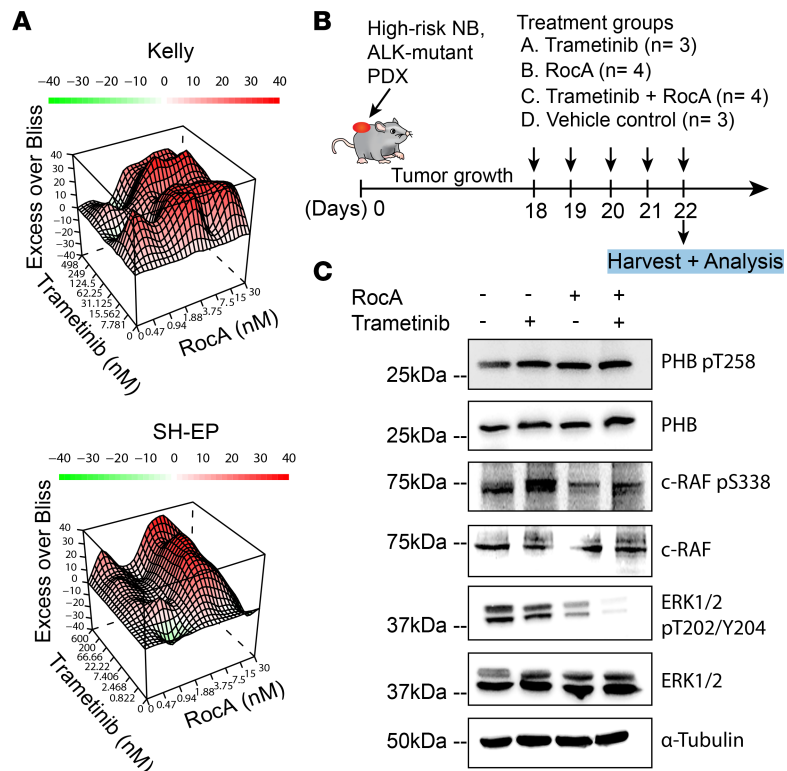 A
Kelly
−40 −30 −20 −10 0 10 20 30 40
Excess over Bliss
40
30
20
10
0
−10
−20
−30
−40
498
249
124.5
62.25
31.125
15.562
7.781
0
Trametinib (nM)
0 0.47 0.94 1.88 3.75 7.5 15 30
RocA (nM)
SH-EP
−40 −30 −20 −10 0 10 20 30 40
Excess over Bliss
40
30
20
10
0
−10
−20
−30
−40
600
200
66.66
22.22
7.406
2.468
0.822
0
Trametinib (nM)
0 0.47 0.94 1.88 3.75 7.5 15 30
RocA (nM)
B
High-risk NB,
ALK-mutant
PDX
Treatment groups
A. Trametinib (n= 3)
B. RocA (n= 4)
C. Trametinib + RocA (n= 4)
D. Vehicle control (n= 3)
Tumor growth
(Days) 0 18 19 20 21 22
Harvest + Analysis
C
RocA - - + +
Trametinib - + - +
25kDa -- PHB pT258
25kDa -- PHB
75kDa -- c-RAF pS338
75kDa -- c-RAF
37kDa -- ERK1/2
pT202/Y204
37kDa -- ERK1/2
50kDa -- α-Tubulin